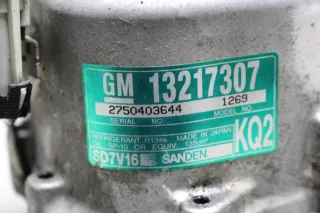 GM 13217307
2750403644 1269
SERIAL NO. MODEL NO.
REFRIGERANT R134a MADE IN JAPAN
OIL SP-10 OR EQUIV. 135cm³
KQ2
SD7V16 SANDEN